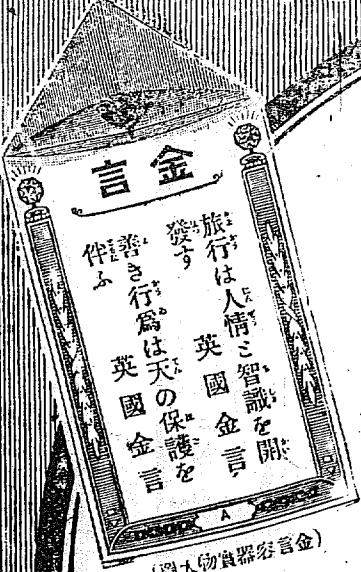 金言
旅行は人情と智識を開
發す　英國金言
善き行爲は天の保護を
伴ふ　英國金言
A
(金言容器實物大圖)